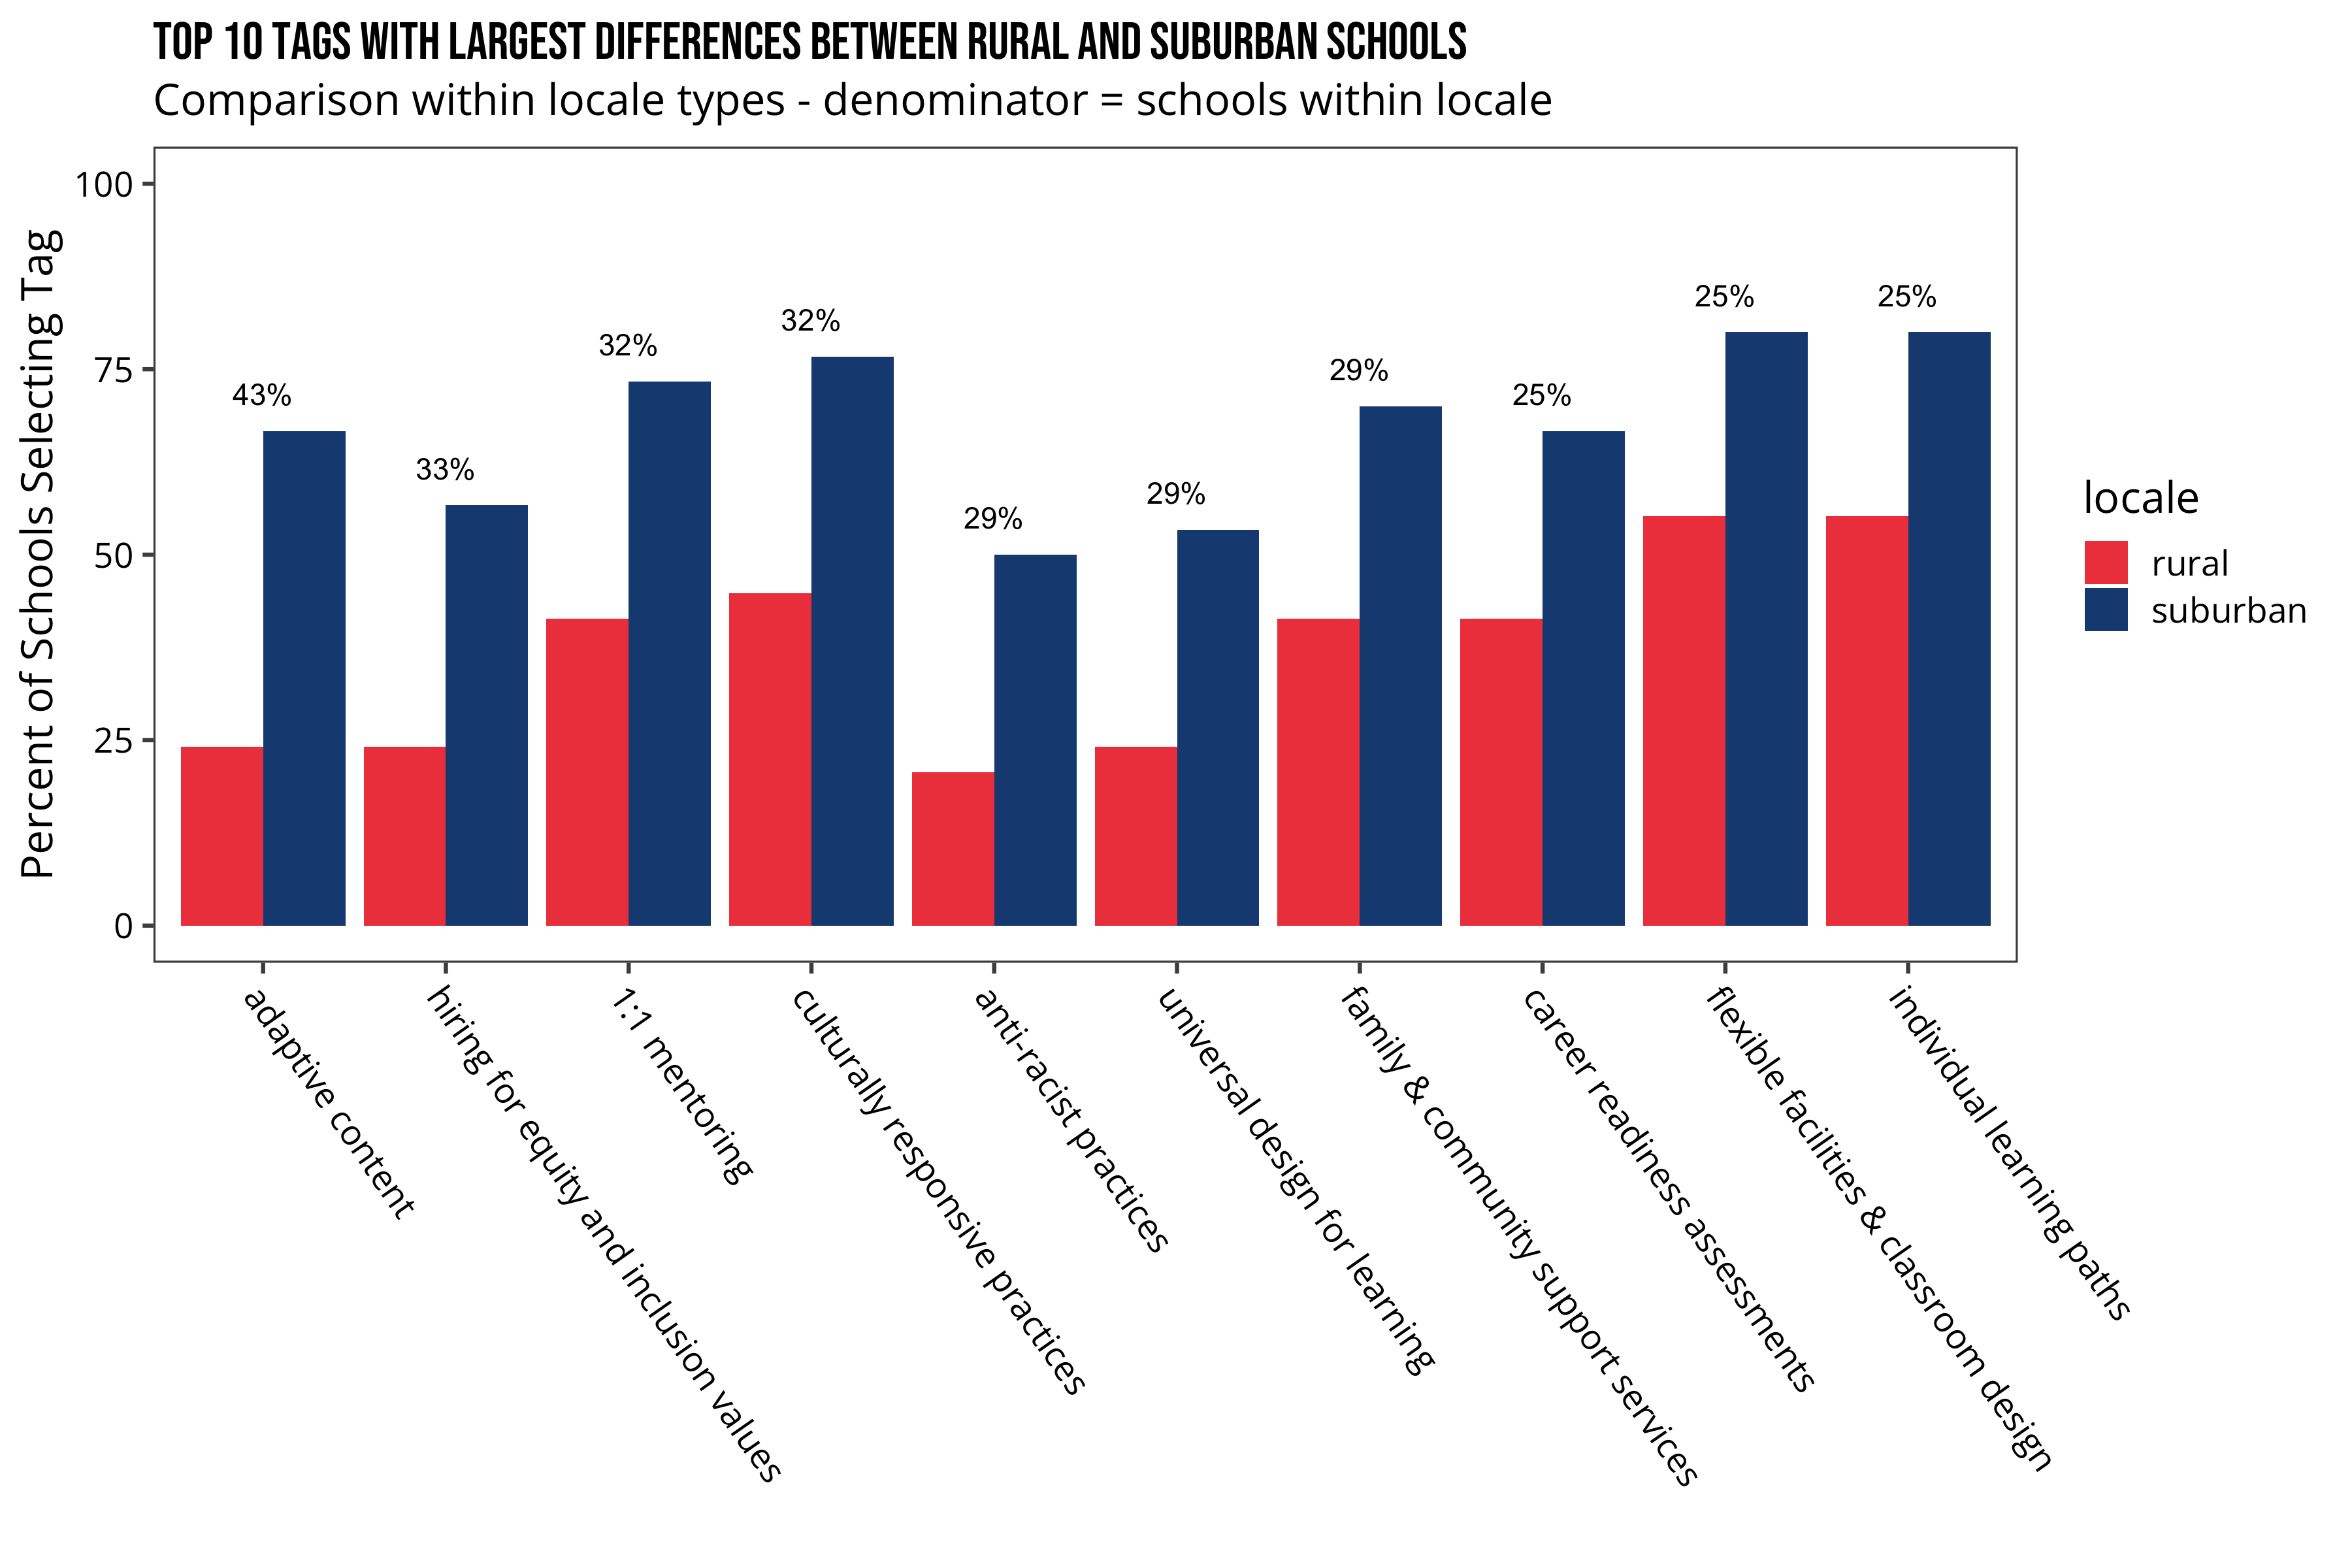 TOP 10 TAGS WITH LARGEST DIFFERENCES BETWEEN RURAL AND SUBURBAN SCHOOLS
Comparison within locale types - denominator = schools within locale
Percent of Schools Selecting Tag
100
75
50
25
0
43%
33%
32%
32%
29%
29%
29%
25%
25%
25%
adaptive content
hiring for equity and inclusion values
1:1 mentoring
culturally responsive practices
anti-racist practices
universal design for learning
family & community support services
career readiness assessments
flexible facilities & classroom design
individual learning paths
locale
rural
suburban